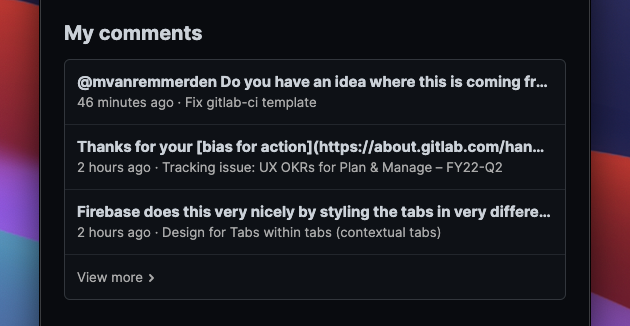 My comments
@mvanremmerden Do you have an idea where this is coming fr...
46 minutes ago · Fix gitlab-ci template
Thanks for your [bias for action](https://about.gitlab.com/han...
2 hours ago · Tracking issue: UX OKRs for Plan & Manage – FY22-Q2
Firebase does this very nicely by styling the tabs in very differe...
2 hours ago · Design for Tabs within tabs (contextual tabs)
View more